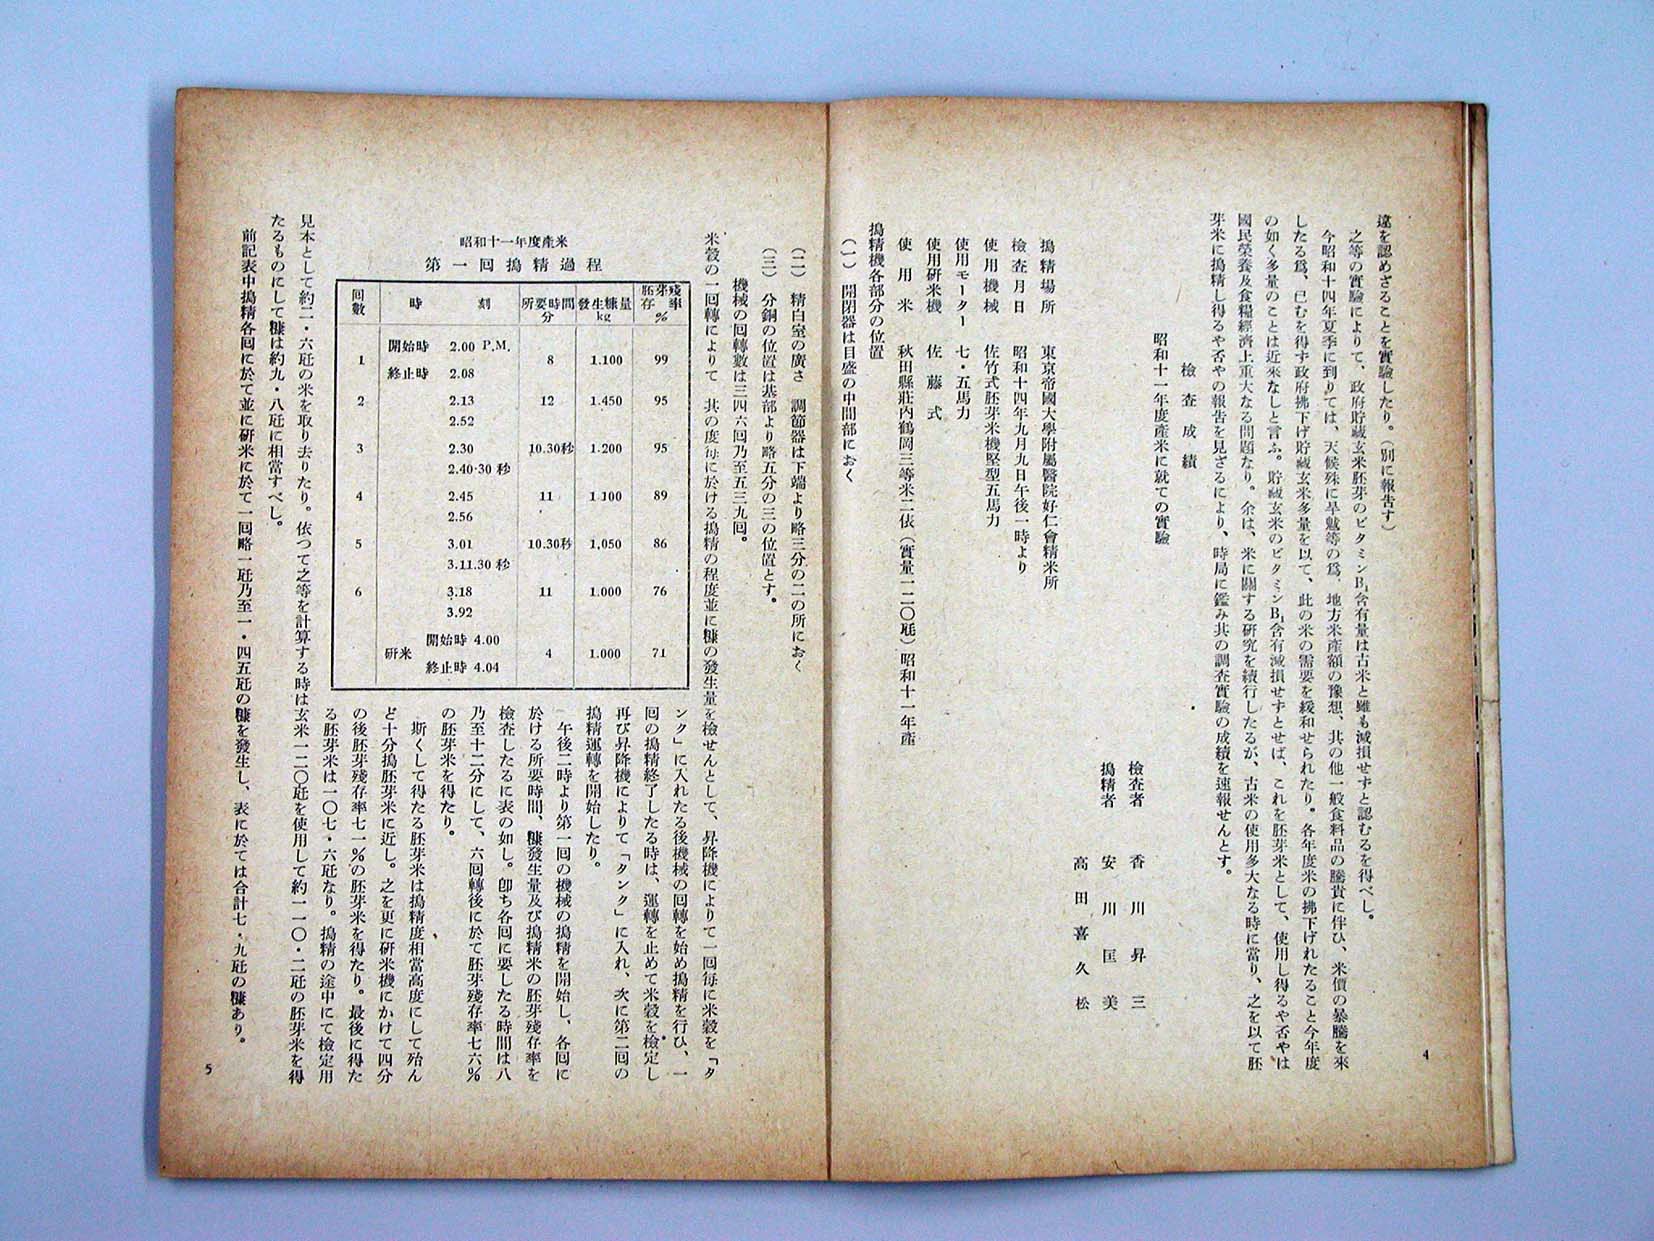 違を認めざることを實驗したり。(別に報告す)
之等の實驗によりて、政府貯藏玄米胚芽のビタミンB₁含有量は古米と雖も減損せずと認むるを得べし。
今昭和十四年夏季に到りては、天候殊に旱魃等の爲、地方米產額の豫想、其の他一般食料品の騰貴に伴ひ、米價の暴騰を來
したる爲、已むを得ず政府拂下げ貯藏玄米多量を以て、此の米の需要を緩和せられたり。各年度米の拂下げれたること今年度
の如く多量のことは近來なしと言ふ。貯藏玄米のビタミンB₁含有減損せずとせば、これを胚芽米として、使用し得るや否やは
國民榮養及食糧經濟上重大なる問題なり。余は、米に關する研究を續行したるが、古米の使用多大なる時に當り、之を以て胚
芽米に搗精し得るや否やの報告を見ざるにより、時局に鑑み其の調査實驗の成績を速報せんとす。
檢査成績
昭和十一年度產米に就ての實驗
檢査者 香川昇三
搗精者 安川匡美
高田喜久松
搗精場所 東京帝國大學附屬醫院好仁會精米所
檢査月日 昭和十四年九月九日午後一時より
使用機械 佐竹式胚芽米機竪型五馬力
使用モーター 七・五馬力
使用硏米機 佐藤式
使用米 秋田縣莊內鶴岡三等米二俵(實量一二〇瓩)昭和十一年產
搗精機各部分の位置
(一) 開閉器は目盛の中間部におく
4
(二) 精白室の廣さ 調節器は下端より略三分の二の所におく
(三) 分銅の位置は基部より略五分の三の位置とす。
機械の囘轉數は三四六囘乃至五三九囘。
米穀の一囘轉によりて、其の度每に於ける搗精の程度並に糠の發生量を檢せんとして、昇降機によりて一囘每に米穀を「タ
ンク」に入れたる後機械の囘轉を始め搗精を行ひ、一
囘の搗精終了したる時は、運轉を止めて米穀を檢定し
再び昇降機によりて「タンク」に入れ、次に第二囘の
搗精運轉を開始したり。
午後二時より第一囘の機械の搗精を開始し、各囘に
於ける所要時間、糠發生量及び搗精米の胚芽殘存率を
檢査したるに表の如し。卽ち各囘に要したる時間は八
乃至十二分にして、六囘轉後に於て胚芽殘存率七六%
の胚芽米を得たり。
斯くして得たる胚芽米は搗精度相當高度にして殆ん
ど十分搗胚芽米に近し。之を更に硏米機にかけて四分
の後胚芽殘存率七一%の胚芽米を得たり。最後に得た
る胚芽米は一〇七・六瓩なり。搗精の途中にて檢定用
昭和十一年度產米
第一囘搗精過程
囘數 時刻 所要時間分 發生糠量kg 胚芽殘存率%
1 開始時 2.00 P.M. 8 1.100 99
終止時 2.08
2 2.13 12 1.450 95
2.52
3 2.30 10.30秒 1.200 95
2.40.30秒
4 2.45 11 1.100 89
2.56
5 3.01 10.30秒 1,050 86
3.11.30秒
6 3.18 11 1.000 76
3.92
硏米 開始時 4.00 4 1.000 71
終止時 4.04
見本として約二・六瓩の米を取り去りたり。依つて之等を計算する時は玄米一二〇瓩を使用して約一一〇・二瓩の胚芽米を得
たるものにして糠は約九・八瓩に相當すべし。
前記表中搗精各囘に於て並に硏米に於て一囘略一瓩乃至一・四五瓩の糠を發生し、表に於ては合計七・九瓩の糠あり。
5